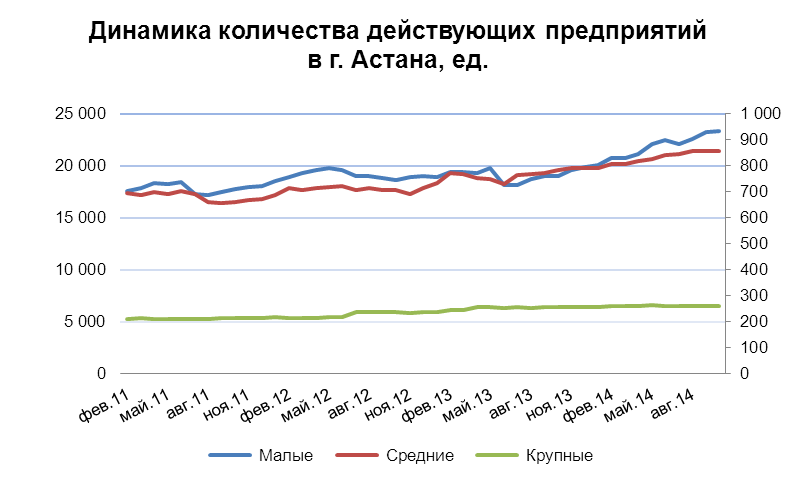 Динамика количества действующих предприятий
в г. Астана, ед.
25 000
20 000
15 000
10 000
5 000
0
1 000
900
800
700
600
500
400
300
200
100
0
фев.11
май.11
авг.11
ноя.11
фев.12
май.12
авг.12
ноя.12
фев.13
май.13
авг.13
ноя.13
фев.14
май.14
авг.14
Малые
Средние
Крупные